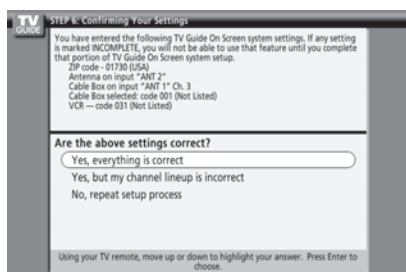 TV
GUIDE
STEP 6: Confirming Your Settings
You have entered the following TV Guide On Screen system settings. If any setting
is marked INCOMPLETE, you will not be able to use that feature until you complete
that portion of TV Guide On Screen system setup.
ZIP code - 01730 (USA)
Antenna on input "ANT 2"
Cable Box on input "ANT 1" Ch. 3
Cable Box selected: code 001 (Not Listed)
VCR — code 031 (Not Listed)
Are the above settings correct?
Yes, everything is correct
Yes, but my channel lineup is incorrect
No, repeat setup process
Using your TV remote, move up or down to highlight your answer. Press Enter to
choose.